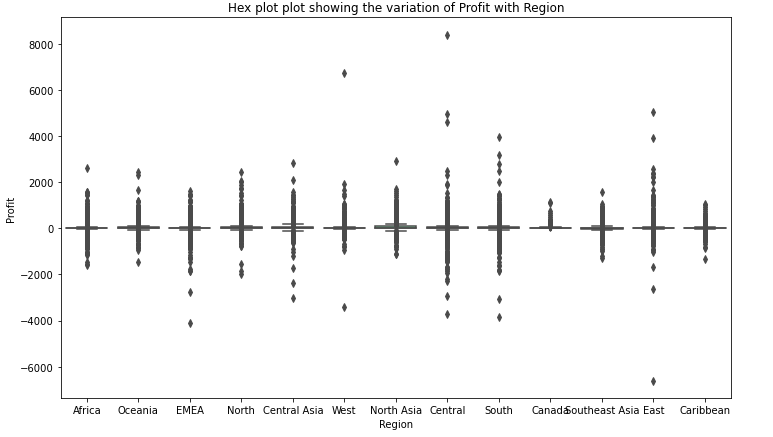 Hex plot plot showing the variation of Profit with Region
8000
6000
4000
2000
0
−2000
−4000
−6000
Profit
Africa Oceania EMEA North Central Asia West North Asia Central South Canada Southeast Asia East Caribbean
Region